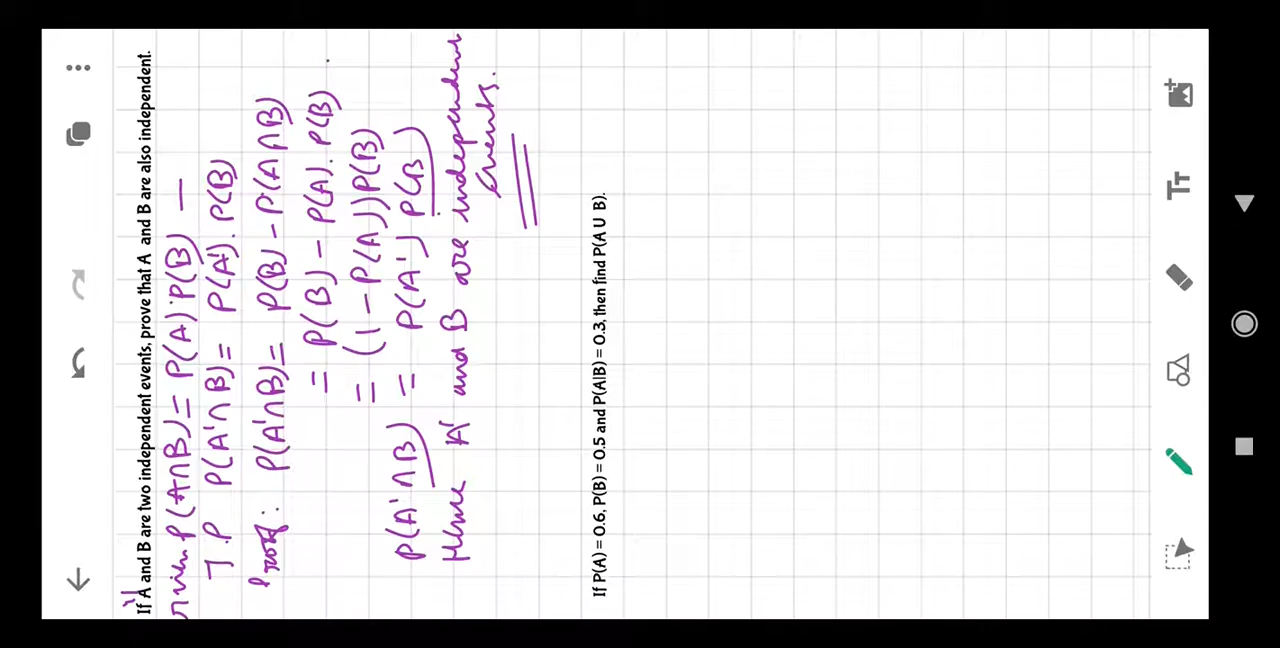 If A and B are two independent events, prove that A and B are also independent.
Given P(A∩B) = P(A)·P(B) —
T.P P(A'∩B) = P(A').P(B)
Proof: P(A'∩B) = P(B) - P(A∩B)
= P(B) - P(A).P(B)
= (1-P(A))P(B)
P(A'∩B) = P(A') P(B)
Hence A' and B are independent
events.
If P(A) = 0.6, P(B) = 0.5 and P(A|B) = 0.3, then find P(A U B).
Tт